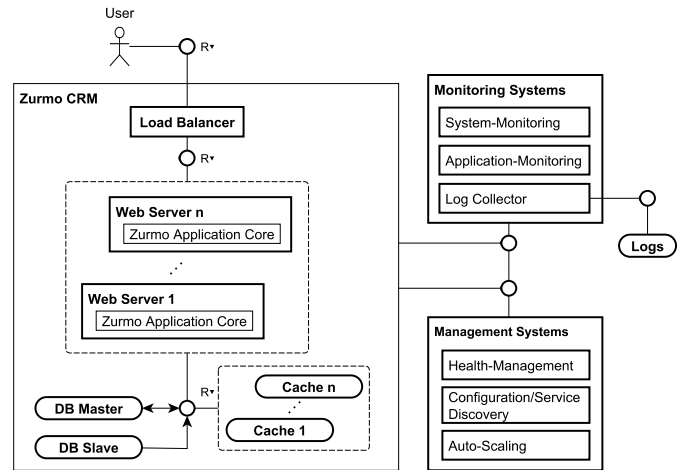 User
R▾
Zurmo CRM
Load Balancer
R▾
Web Server n
Zurmo Application Core
Web Server 1
Zurmo Application Core
R▾
Cache n
Cache 1
DB Master
DB Slave
Monitoring Systems
System-Monitoring
Application-Monitoring
Log Collector
Logs
Management Systems
Health-Management
Configuration/Service
Discovery
Auto-Scaling